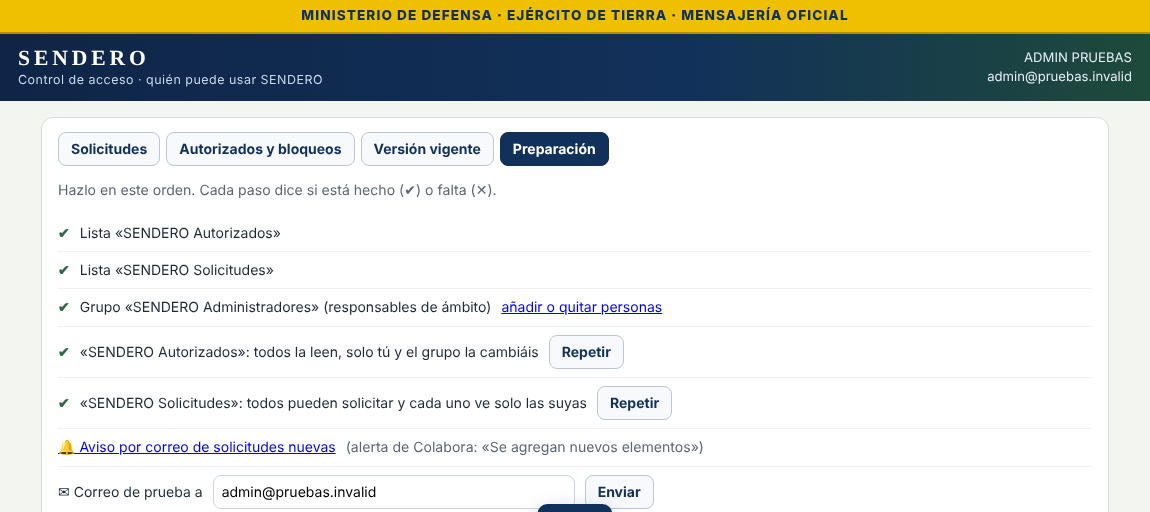 MINISTERIO DE DEFENSA · EJÉRCITO DE TIERRA · MENSAJERÍA OFICIAL
SENDERO
Control de acceso · quién puede usar SENDERO
ADMIN PRUEBAS
admin@pruebas.invalid
Solicitudes Autorizados y bloqueos Versión vigente Preparación
Hazlo en este orden. Cada paso dice si está hecho (✔) o falta (✕).
✔ Lista «SENDERO Autorizados»
✔ Lista «SENDERO Solicitudes»
✔ Grupo «SENDERO Administradores» (responsables de ámbito) añadir o quitar personas
✔ «SENDERO Autorizados»: todos la leen, solo tú y el grupo la cambiáis Repetir
✔ «SENDERO Solicitudes»: todos pueden solicitar y cada uno ve solo las suyas Repetir
🔔 Aviso por correo de solicitudes nuevas (alerta de Colabora: «Se agregan nuevos elementos»)
✉ Correo de prueba a admin@pruebas.invalid Enviar